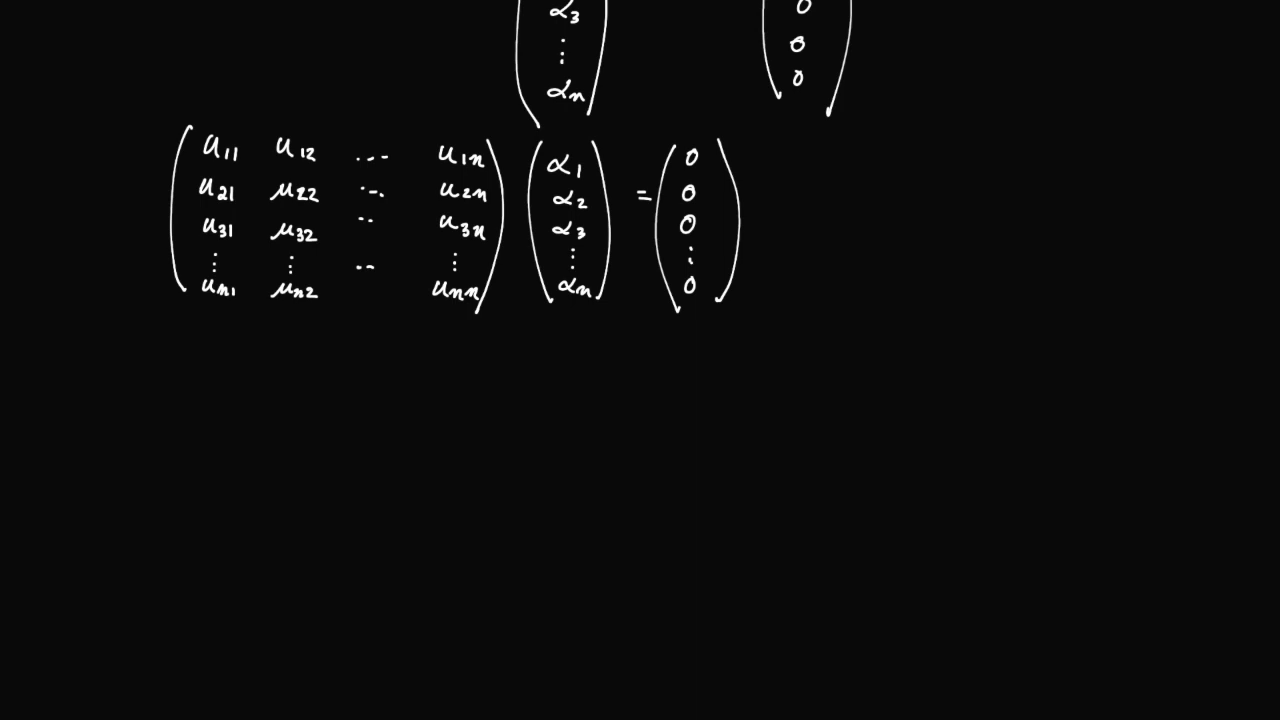 α3 0
⋮ 0
αn 0
u11 u12 ... u1n α1 0
u21 u22 ... u2n α2 = 0
u31 u32 .. u3n α3 0
⋮ ⋮ .. ⋮ ⋮ ⋮
un1 un2 unn αn 0